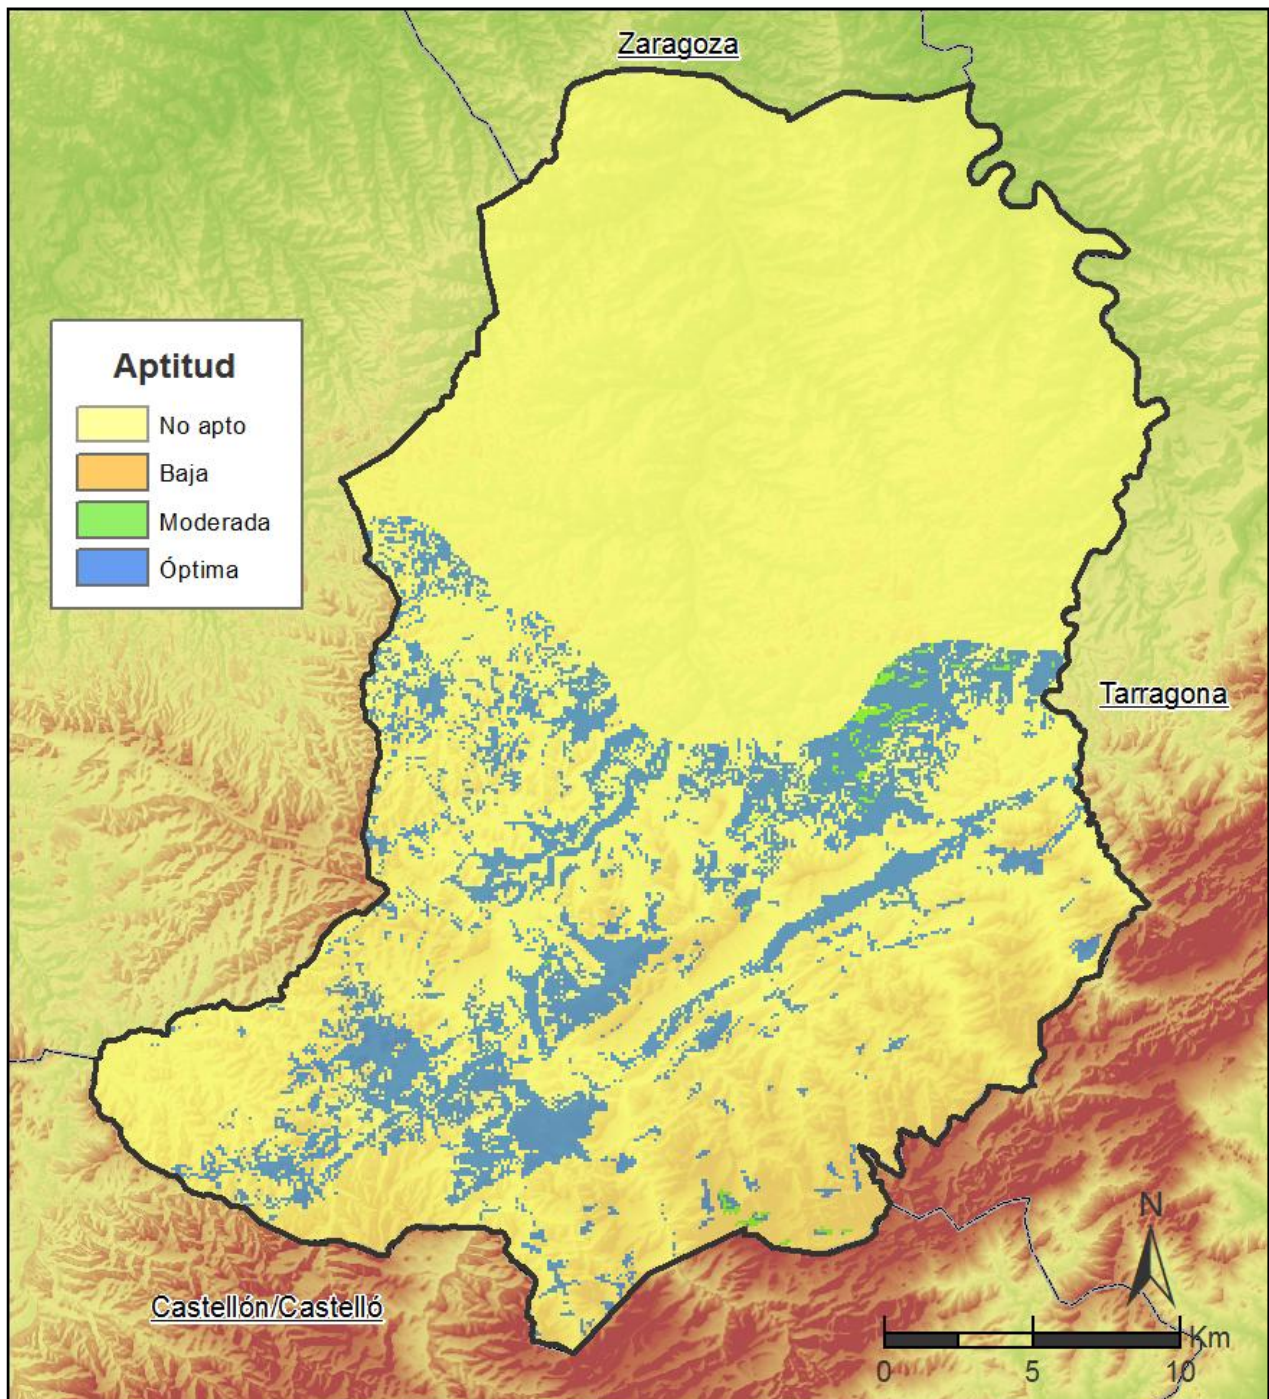 Zaragoza
Aptitud
No apto
Baja
Moderada
Óptima
Tarragona
N
Castellón/Castelló
Km
0 5 10